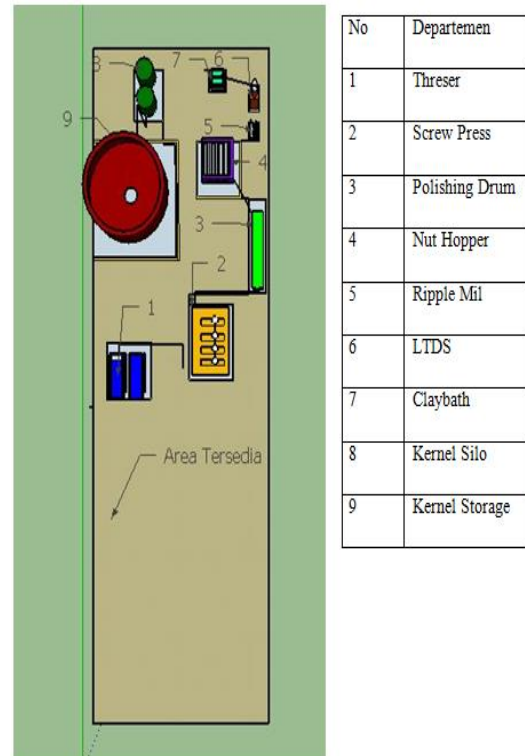 8
7
6
9
5
4
3
2
1
Area Tersedia
No Departemen
1 Threser
2 Screw Press
3 Polishing Drum
4 Nut Hopper
5 Ripple Mil
6 LTDS
7 Claybath
8 Kernel Silo
9 Kernel Storage